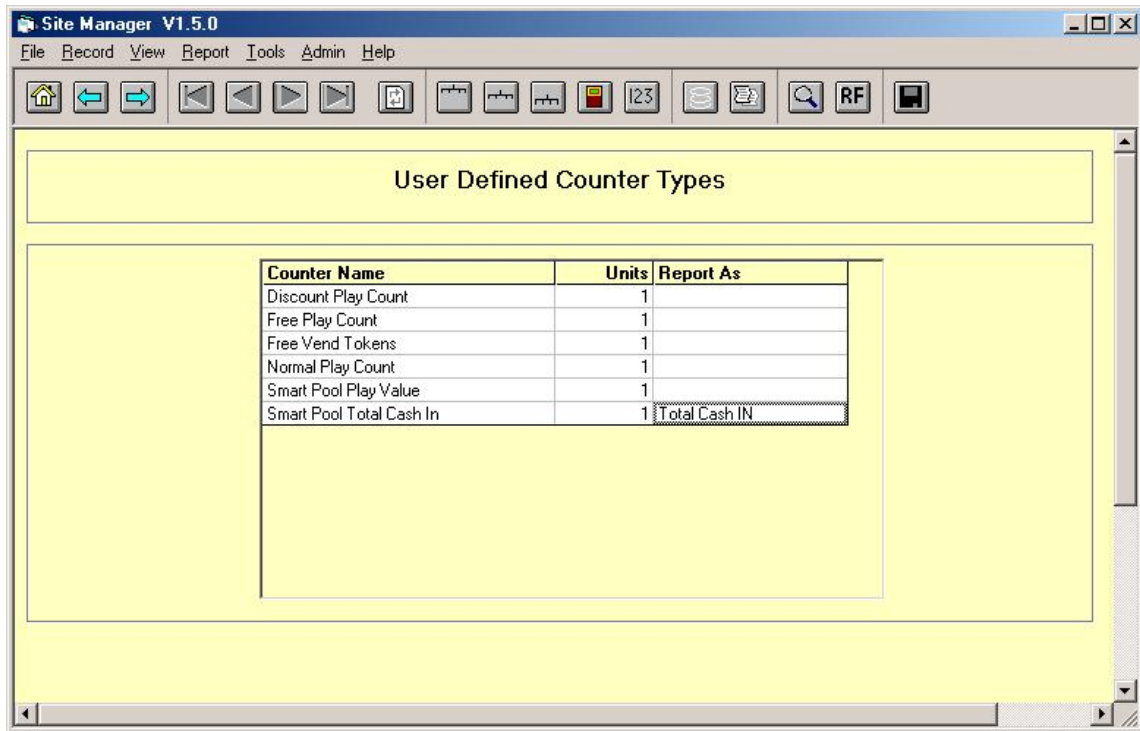 Site Manager V1.5.0
File Record View Report Tools Admin Help
123 RF
User Defined Counter Types
Counter Name Units Report As
Discount Play Count 1
Free Play Count 1
Free Vend Tokens 1
Normal Play Count 1
Smart Pool Play Value 1
Smart Pool Total Cash In 1 Total Cash IN